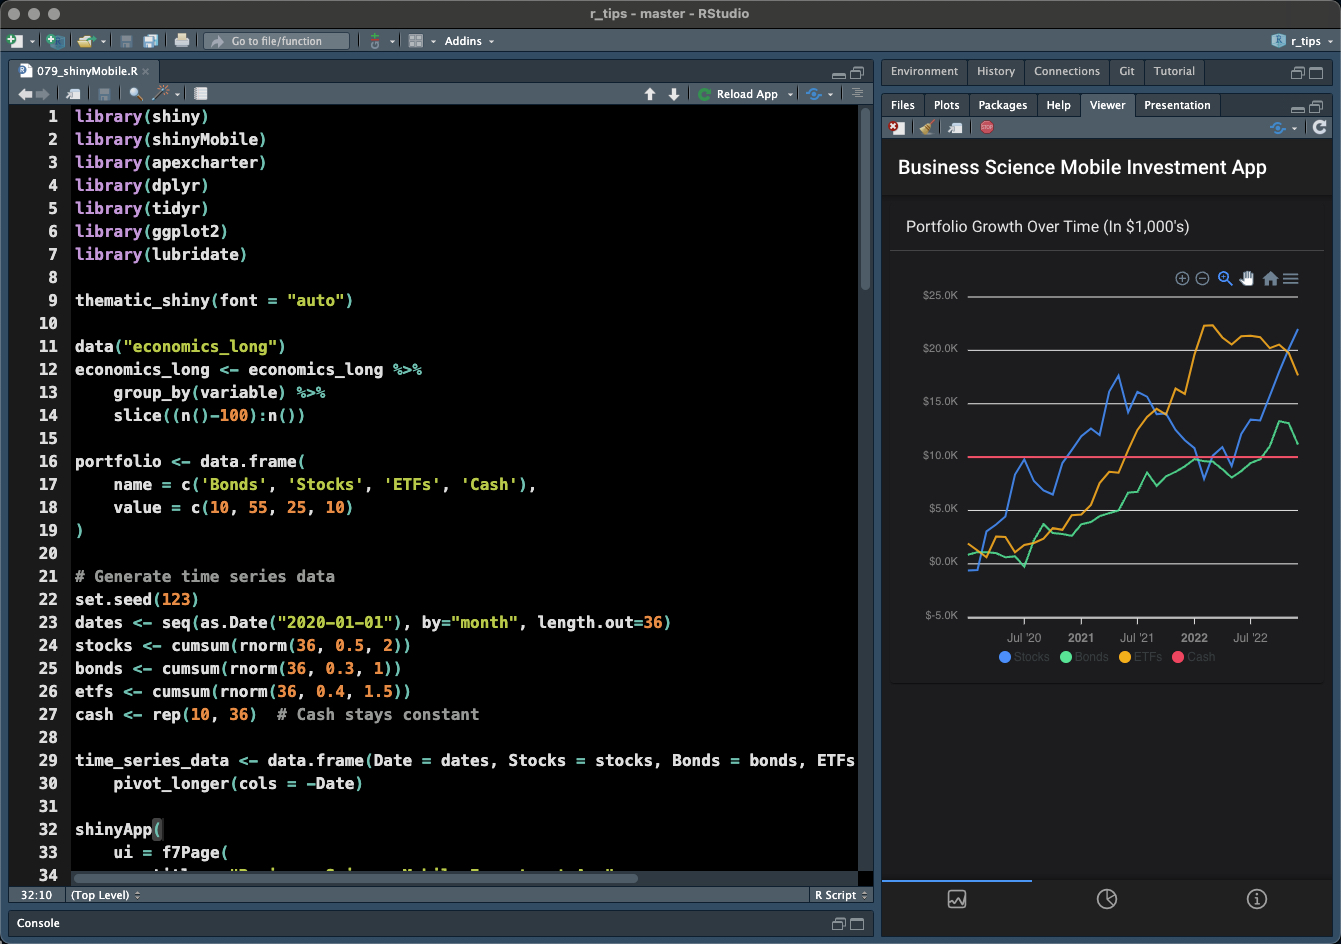 r_tips - master - RStudio
Go to file/function
Addins
r_tips
079_shinyMobile.R
Reload App
1 library(shiny)
2 library(shinyMobile)
3 library(apexcharter)
4 library(dplyr)
5 library(tidyr)
6 library(ggplot2)
7 library(lubridate)
8
9 thematic_shiny(font = "auto")
10
11 data("economics_long")
12 economics_long <- economics_long %>%
13 group_by(variable) %>%
14 slice((n()-100):n())
15
16 portfolio <- data.frame(
17 name = c('Bonds', 'Stocks', 'ETFs', 'Cash'),
18 value = c(10, 55, 25, 10)
19 )
20
21 # Generate time series data
22 set.seed(123)
23 dates <- seq(as.Date("2020-01-01"), by="month", length.out=36)
24 stocks <- cumsum(rnorm(36, 0.5, 2))
25 bonds <- cumsum(rnorm(36, 0.3, 1))
26 etfs <- cumsum(rnorm(36, 0.4, 1.5))
27 cash <- rep(10, 36)  # Cash stays constant
28
29 time_series_data <- data.frame(Date = dates, Stocks = stocks, Bonds = bonds, ETFs
30 pivot_longer(cols = -Date)
31
32 shinyApp(
33 ui = f7Page(
34
32:10 (Top Level) R Script
Console
Environment History Connections Git Tutorial
Files Plots Packages Help Viewer Presentation
Business Science Mobile Investment App
Portfolio Growth Over Time (In $1,000's)
$25.0K
$20.0K
$15.0K
$10.0K
$5.0K
$0.0K
$-5.0K
Jul '20 2021 Jul '21 2022 Jul '22
Stocks Bonds ETFs Cash